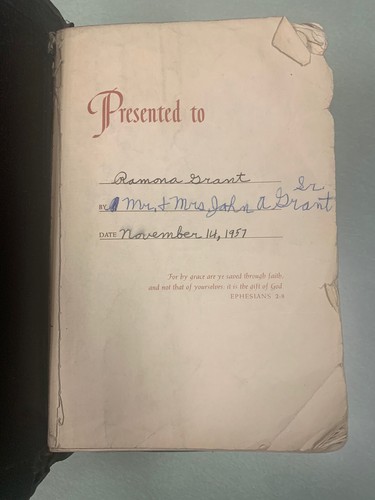 Presented to
Ramona Grant
BY Mr. & Mrs. John A Grant Sr.
DATE November 14, 1957
For by grace are ye saved through faith;
and not that of yourselves: it is the gift of God
EPHESIANS 2:8